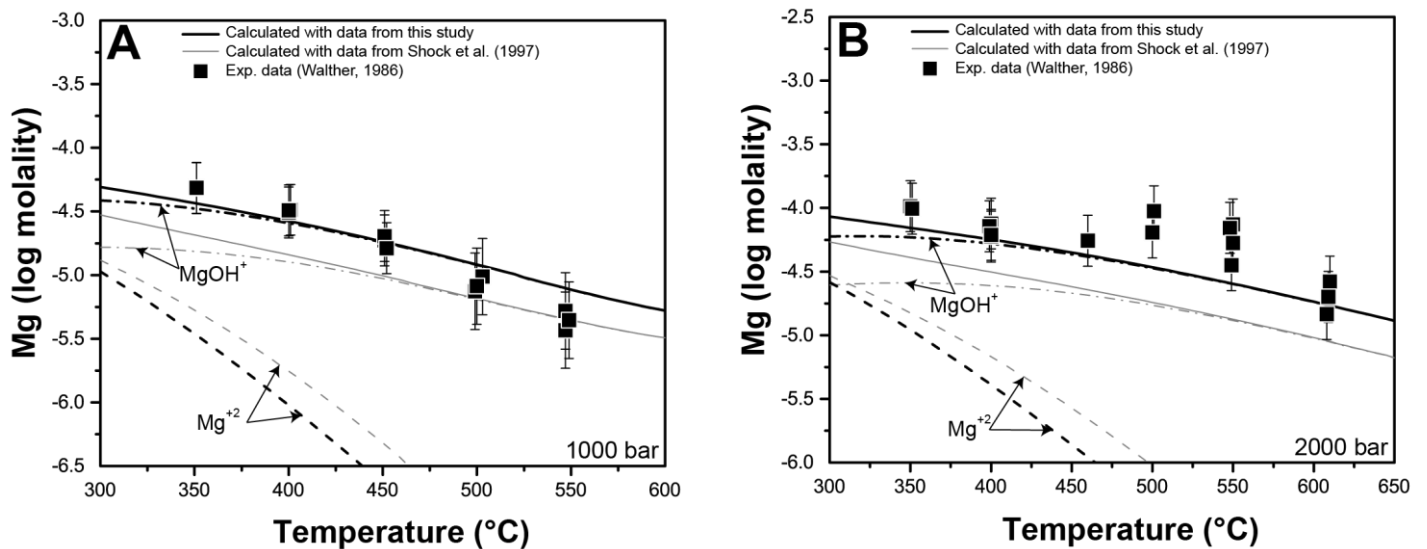 A
Calculated with data from this study
Calculated with data from Shock et al. (1997)
Exp. data (Walther, 1986)
Mg (log molality)
-3.0
-3.5
-4.0
-4.5
-5.0
-5.5
-6.0
-6.5
MgOH+
Mg+2
1000 bar
300 350 400 450 500 550 600
Temperature (°C)
B
Calculated with data from this study
Calculated with data from Shock et al. (1997)
Exp. data (Walther, 1986)
Mg (log molality)
-2.5
-3.0
-3.5
-4.0
-4.5
-5.0
-5.5
-6.0
MgOH+
Mg+2
2000 bar
300 350 400 450 500 550 600 650
Temperature (°C)